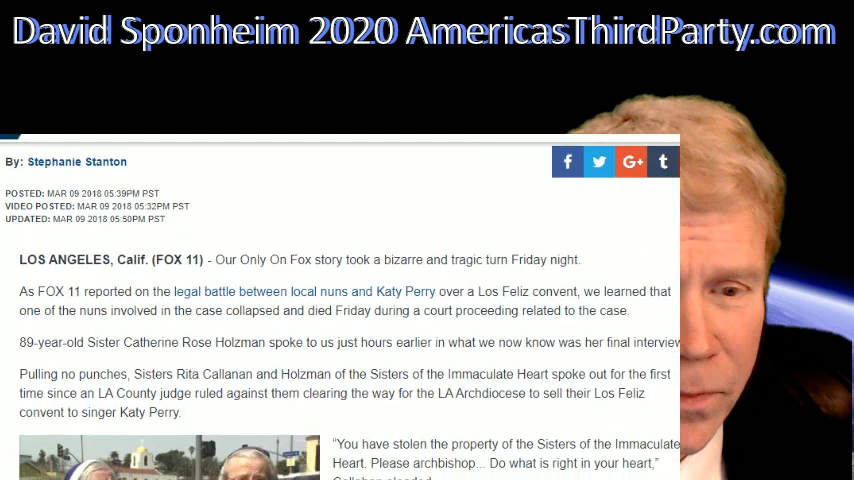 David Sponheim 2020 AmericasThirdParty.com
By: Stephanie Stanton
POSTED: MAR 09 2018 05:39PM PST
VIDEO POSTED: MAR 09 2018 05:32PM PST
UPDATED: MAR 09 2018 05:50PM PST
LOS ANGELES, Calif. (FOX 11) - Our Only On Fox story took a bizarre and tragic turn Friday night.
As FOX 11 reported on the legal battle between local nuns and Katy Perry over a Los Feliz convent, we learned that
one of the nuns involved in the case collapsed and died Friday during a court proceeding related to the case.
89-year-old Sister Catherine Rose Holzman spoke to us just hours earlier in what we now know was her final interview
Pulling no punches, Sisters Rita Callanan and Holzman of the Sisters of the Immaculate Heart spoke out for the first
time since an LA County judge ruled against them clearing the way for the LA Archdiocese to sell their Los Feliz
convent to singer Katy Perry.
“You have stolen the property of the Sisters of the Immaculate
Heart. Please archbishop... Do what is right in your heart,”